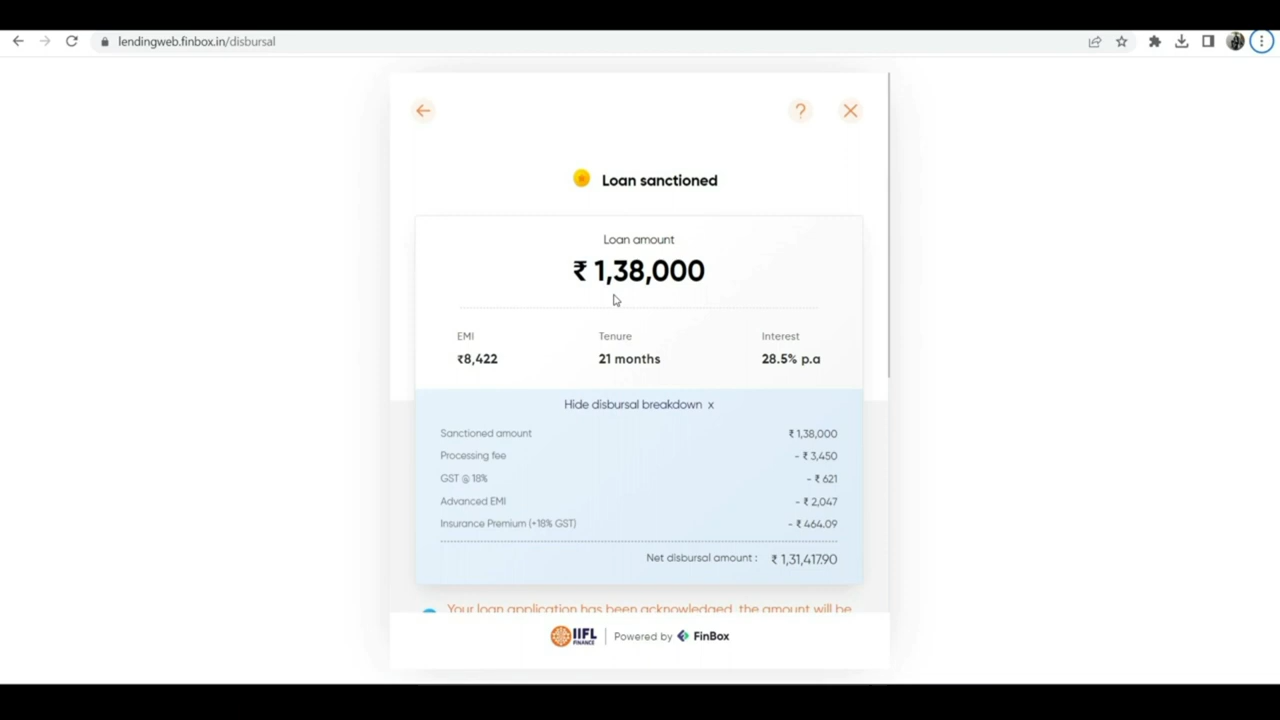 lendingweb.finbox.in/disbursal
?
Loan sanctioned
Loan amount
₹ 1,38,000
EMI Tenure Interest
₹8,422 21 months 28.5% p.a
Hide disbursal breakdown x
Sanctioned amount ₹ 1,38,000
Processing fee - ₹ 3,450
GST @ 18% - ₹ 621
Advanced EMI - ₹ 2,047
Insurance Premium (+18% GST) - ₹ 464.09
Net disbursal amount : ₹ 1,31,417.90
Your loan application has been acknowledged, the amount will be
IIFL FINANCE Powered by FinBox